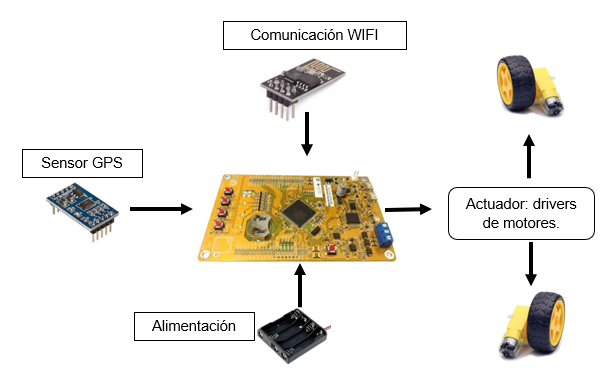 Comunicación WIFI
Sensor GPS
Actuador: drivers
de motores.
Alimentación